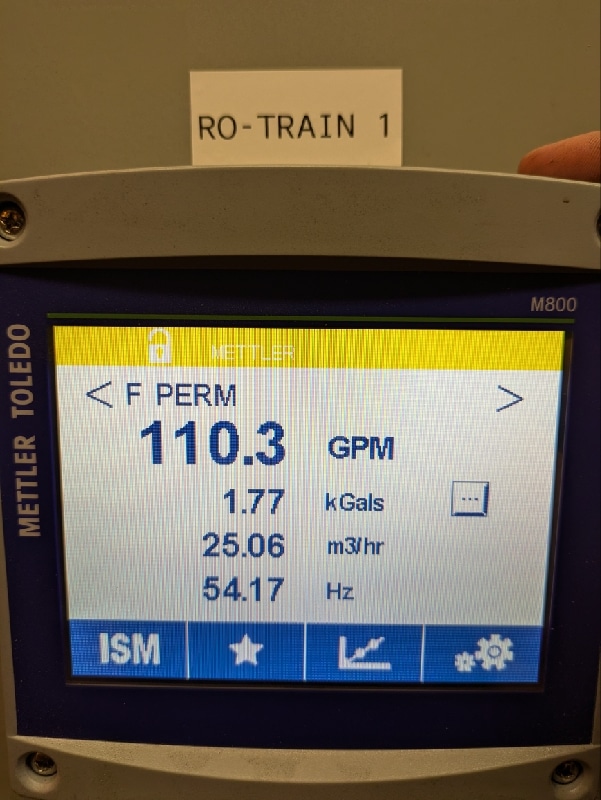 RO-TRAIN 1
M800
METTLER TOLEDO
METTLER
< F PERM >
110.3 GPM
1.77 kGals ...
25.06 m3/hr
54.17 Hz
ISM